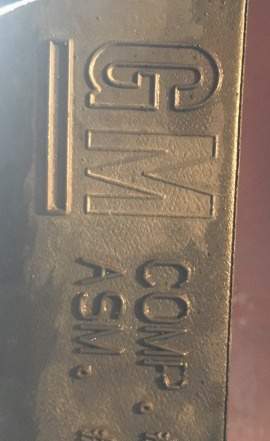 GM
COMP. #
ASM. #